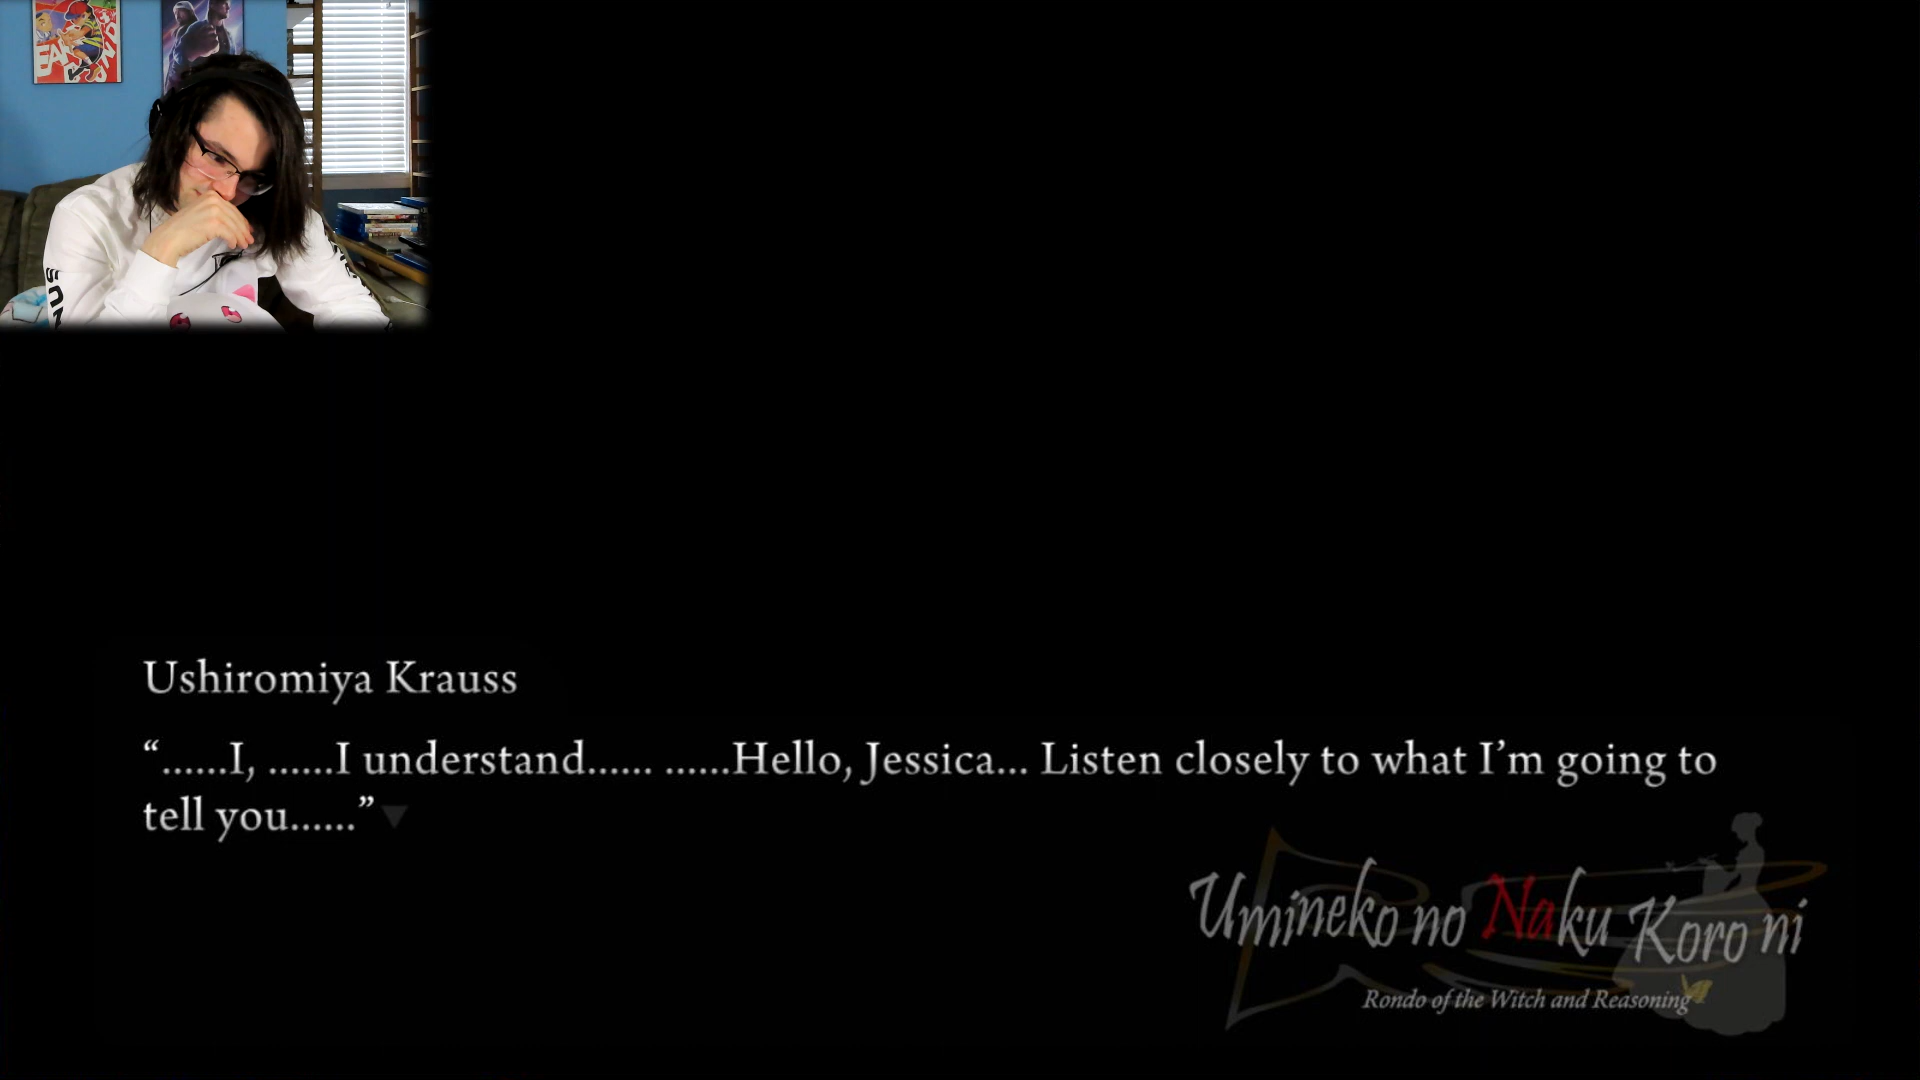 Ushiromiya Krauss
“......I, ......I understand...... ......Hello, Jessica... Listen closely to what I’m going to
tell you......”
Umineko no Naku Koro ni
Rondo of the Witch and Reasoning